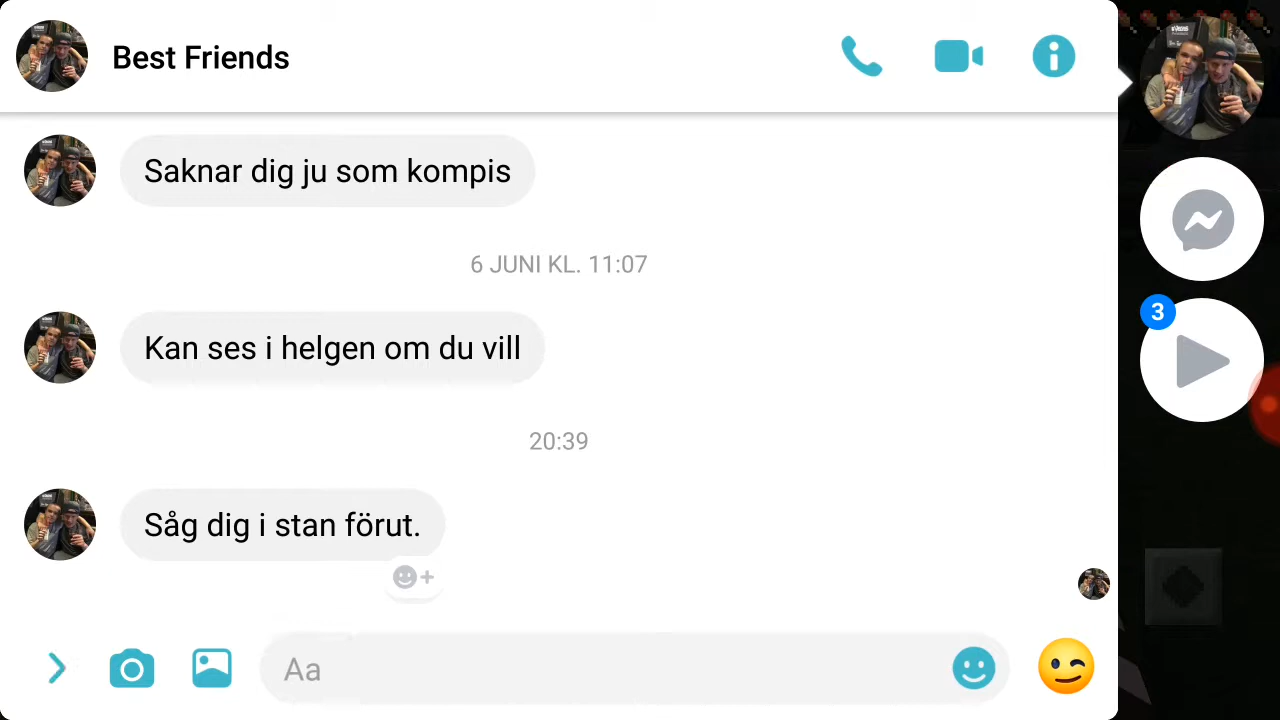 Best Friends
Saknar dig ju som kompis
6 JUNI KL. 11:07
Kan ses i helgen om du vill
3
20:39
Såg dig i stan förut.
Aa